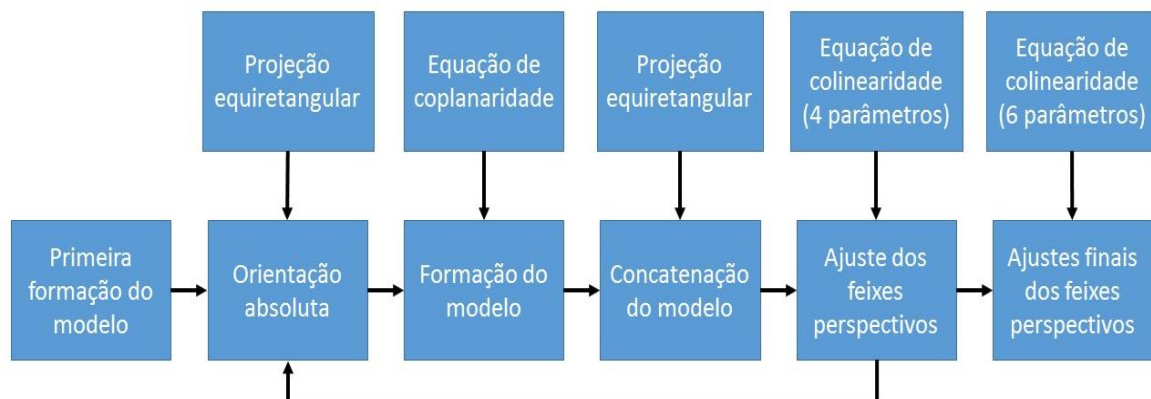 Projeção
equiretangular
Equação de
coplanaridade
Projeção
equiretangular
Equação de
colinearidade
(4 parâmetros)
Equação de
colinearidade
(6 parâmetros)
Primeira
formação do
modelo
Orientação
absoluta
Formação do
modelo
Concatenação
do modelo
Ajuste dos
feixes
perspectivos
Ajustes finais
dos feixes
perspectivos